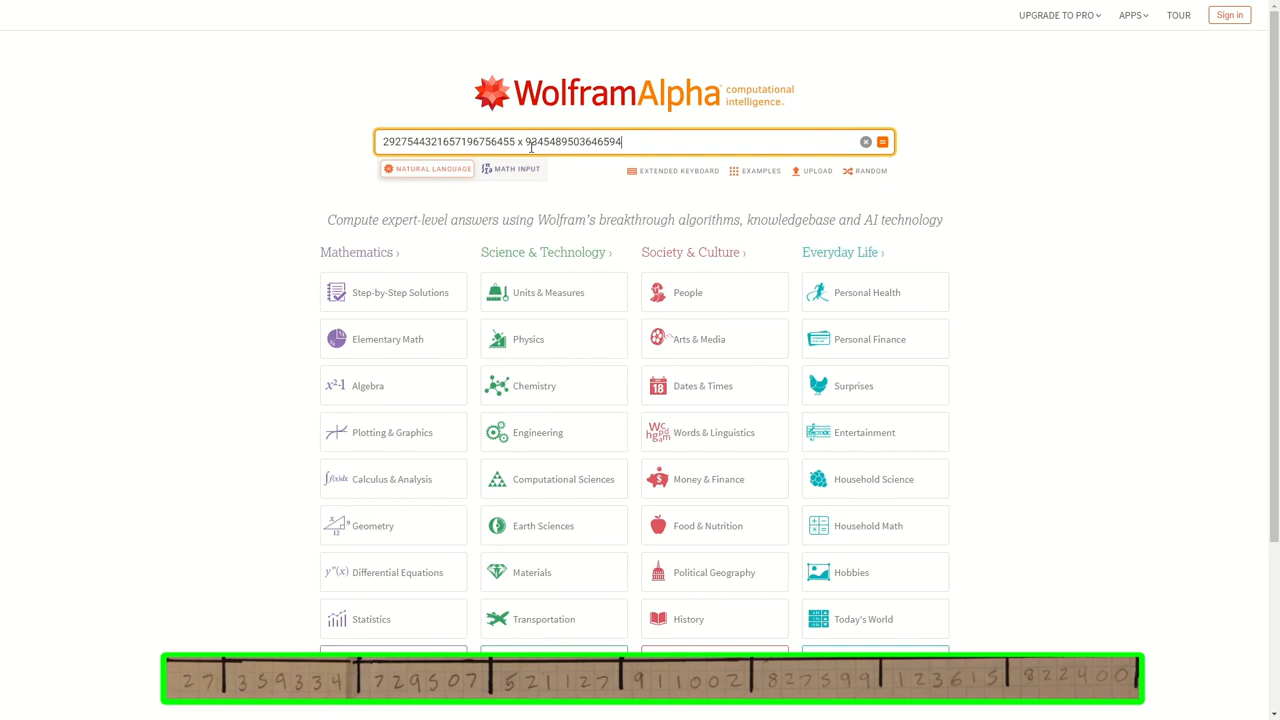 UPGRADE TO PRO APPS TOUR Sign in
WolframAlpha computational intelligence.
2927544321657196756455 x 9345489503646594
NATURAL LANGUAGE MATH INPUT EXTENDED KEYBOARD EXAMPLES UPLOAD RANDOM
Compute expert-level answers using Wolfram's breakthrough algorithms, knowledgebase and AI technology
Mathematics › Science & Technology › Society & Culture › Everyday Life ›
Step-by-Step Solutions Units & Measures People Personal Health
Elementary Math Physics Arts & Media Personal Finance
x²-1 Algebra Chemistry 18 Dates & Times Surprises
Plotting & Graphics Engineering Words & Linguistics Entertainment
∫f(x)dx Calculus & Analysis Computational Sciences Money & Finance Household Science
Geometry Earth Sciences Food & Nutrition Household Math
y″(x) Differential Equations Materials Political Geography Hobbies
Statistics Transportation History Today's World
27 359334 729507 521127 911002 827599 123615 822400